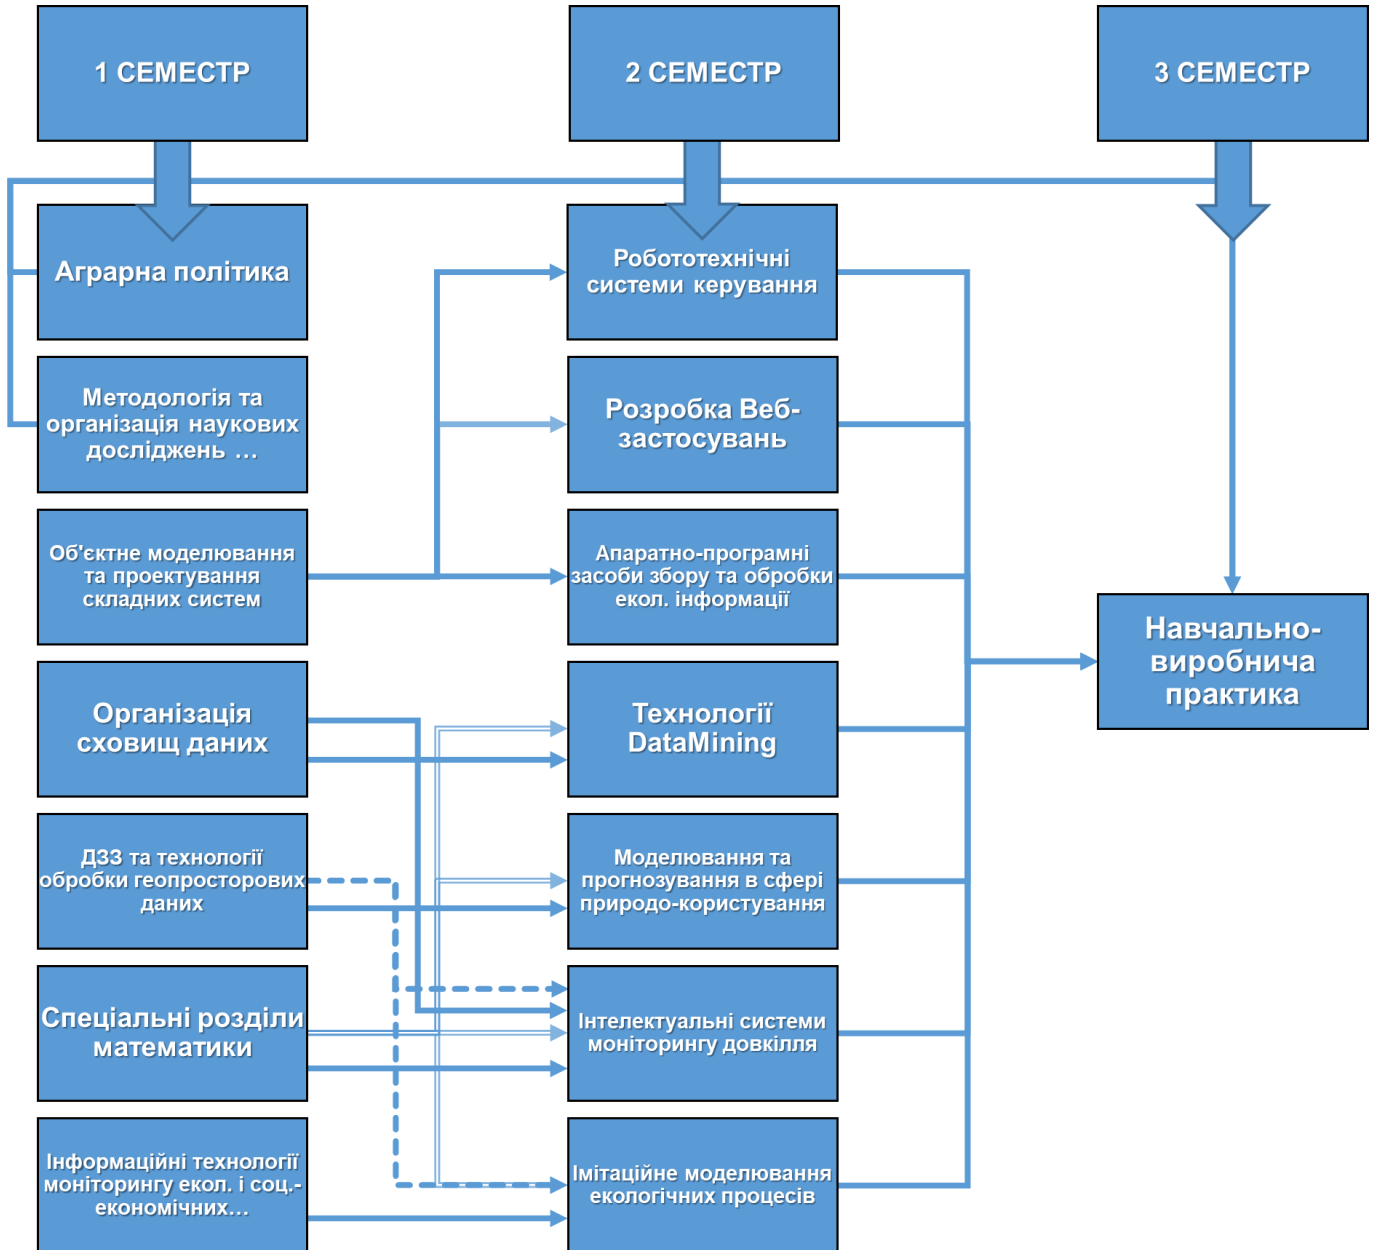 1 СЕМЕСТР
2 СЕМЕСТР
3 СЕМЕСТР
Аграрна політика
Методологія та
організація наукових
досліджень ...
Об'єктне моделювання
та проектування
складних систем
Організація
сховищ даних
ДЗЗ та технології
обробки геопросторових
даних
Спеціальні розділи
математики
Інформаційні технології
моніторингу екол. і соц.-
економічних...
Робототехнічні
системи керування
Розробка Веб-
застосувань
Апаратно-програмні
засоби збору та обробки
екол. інформації
Технології
DataMining
Моделювання та
прогнозування в сфері
природо-користування
Інтелектуальні системи
моніторингу довкілля
Імітаційне моделювання
екологічних процесів
Навчально-
виробнича
практика